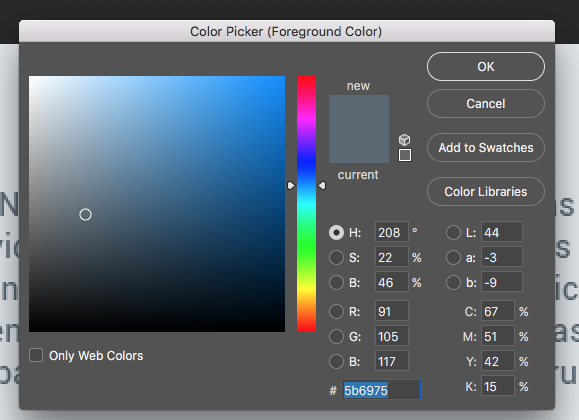 Color Picker (Foreground Color)
new
current
OK
Cancel
Add to Swatches
Color Libraries
H: 208 °
S: 22 %
B: 46 %
R: 91
G: 105
B: 117
# 5b6975
L: 44
a: -3
b: -9
C: 67 %
M: 51 %
Y: 42 %
K: 15 %
Only Web Colors